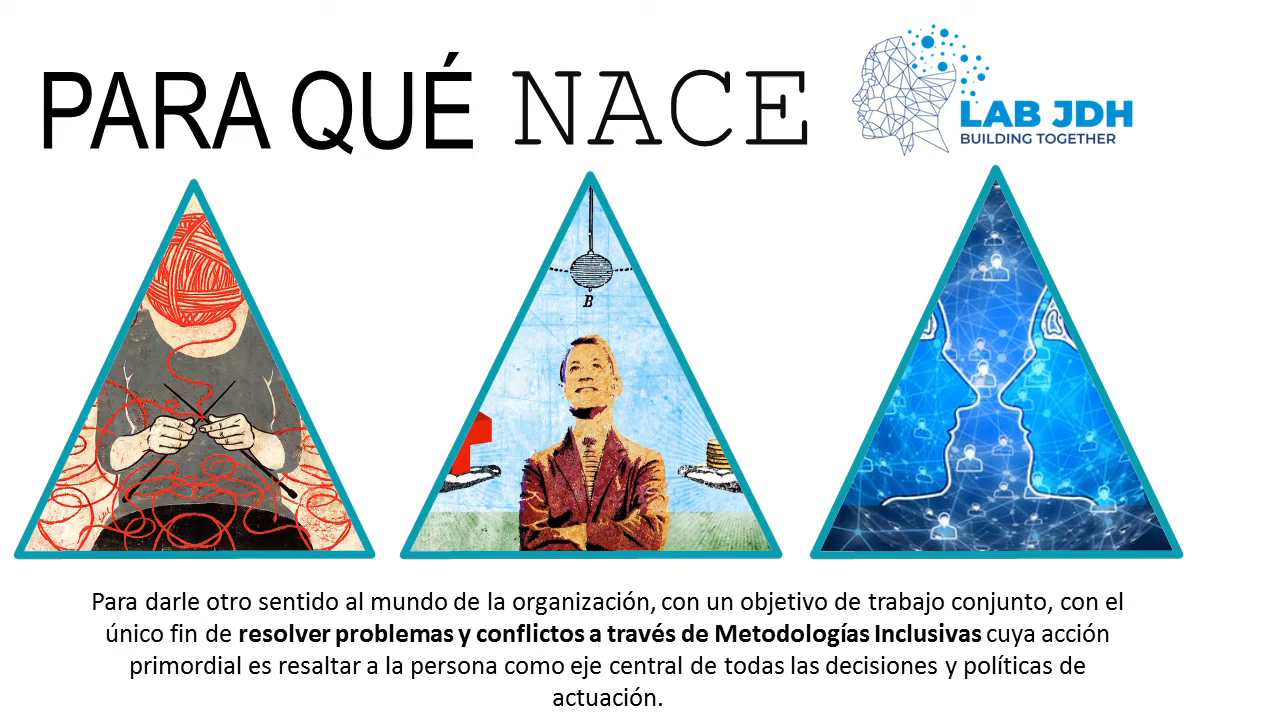 PARA QUÉ NACE
LAB JDH
BUILDING TOGETHER
B
Para darle otro sentido al mundo de la organización, con un objetivo de trabajo conjunto, con el
único fin de resolver problemas y conflictos a través de Metodologías Inclusivas cuya acción
primordial es resaltar a la persona como eje central de todas las decisiones y políticas de
actuación.